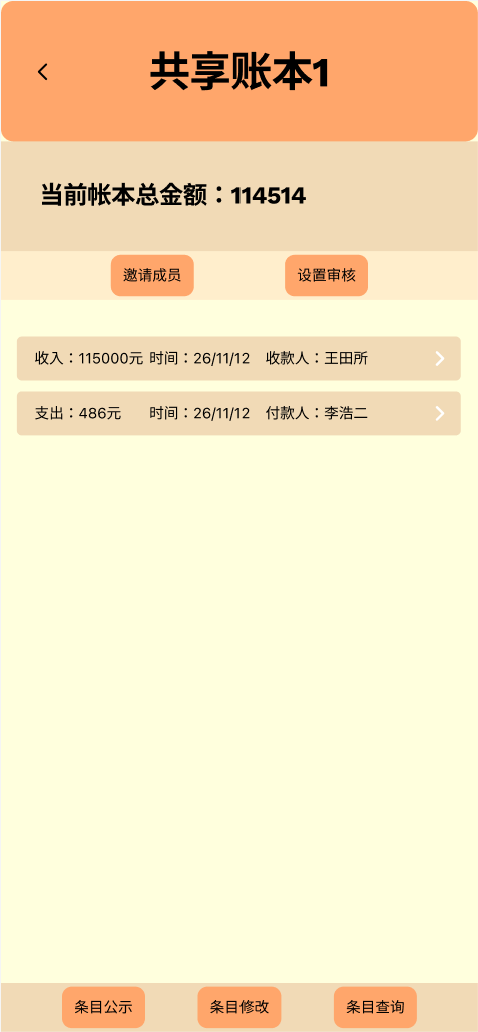 共享账本1
当前帐本总金额：114514
邀请成员 设置审核
收入：115000元 时间：26/11/12 收款人：王田所
支出：486元 时间：26/11/12 付款人：李浩二
条目公示 条目修改 条目查询